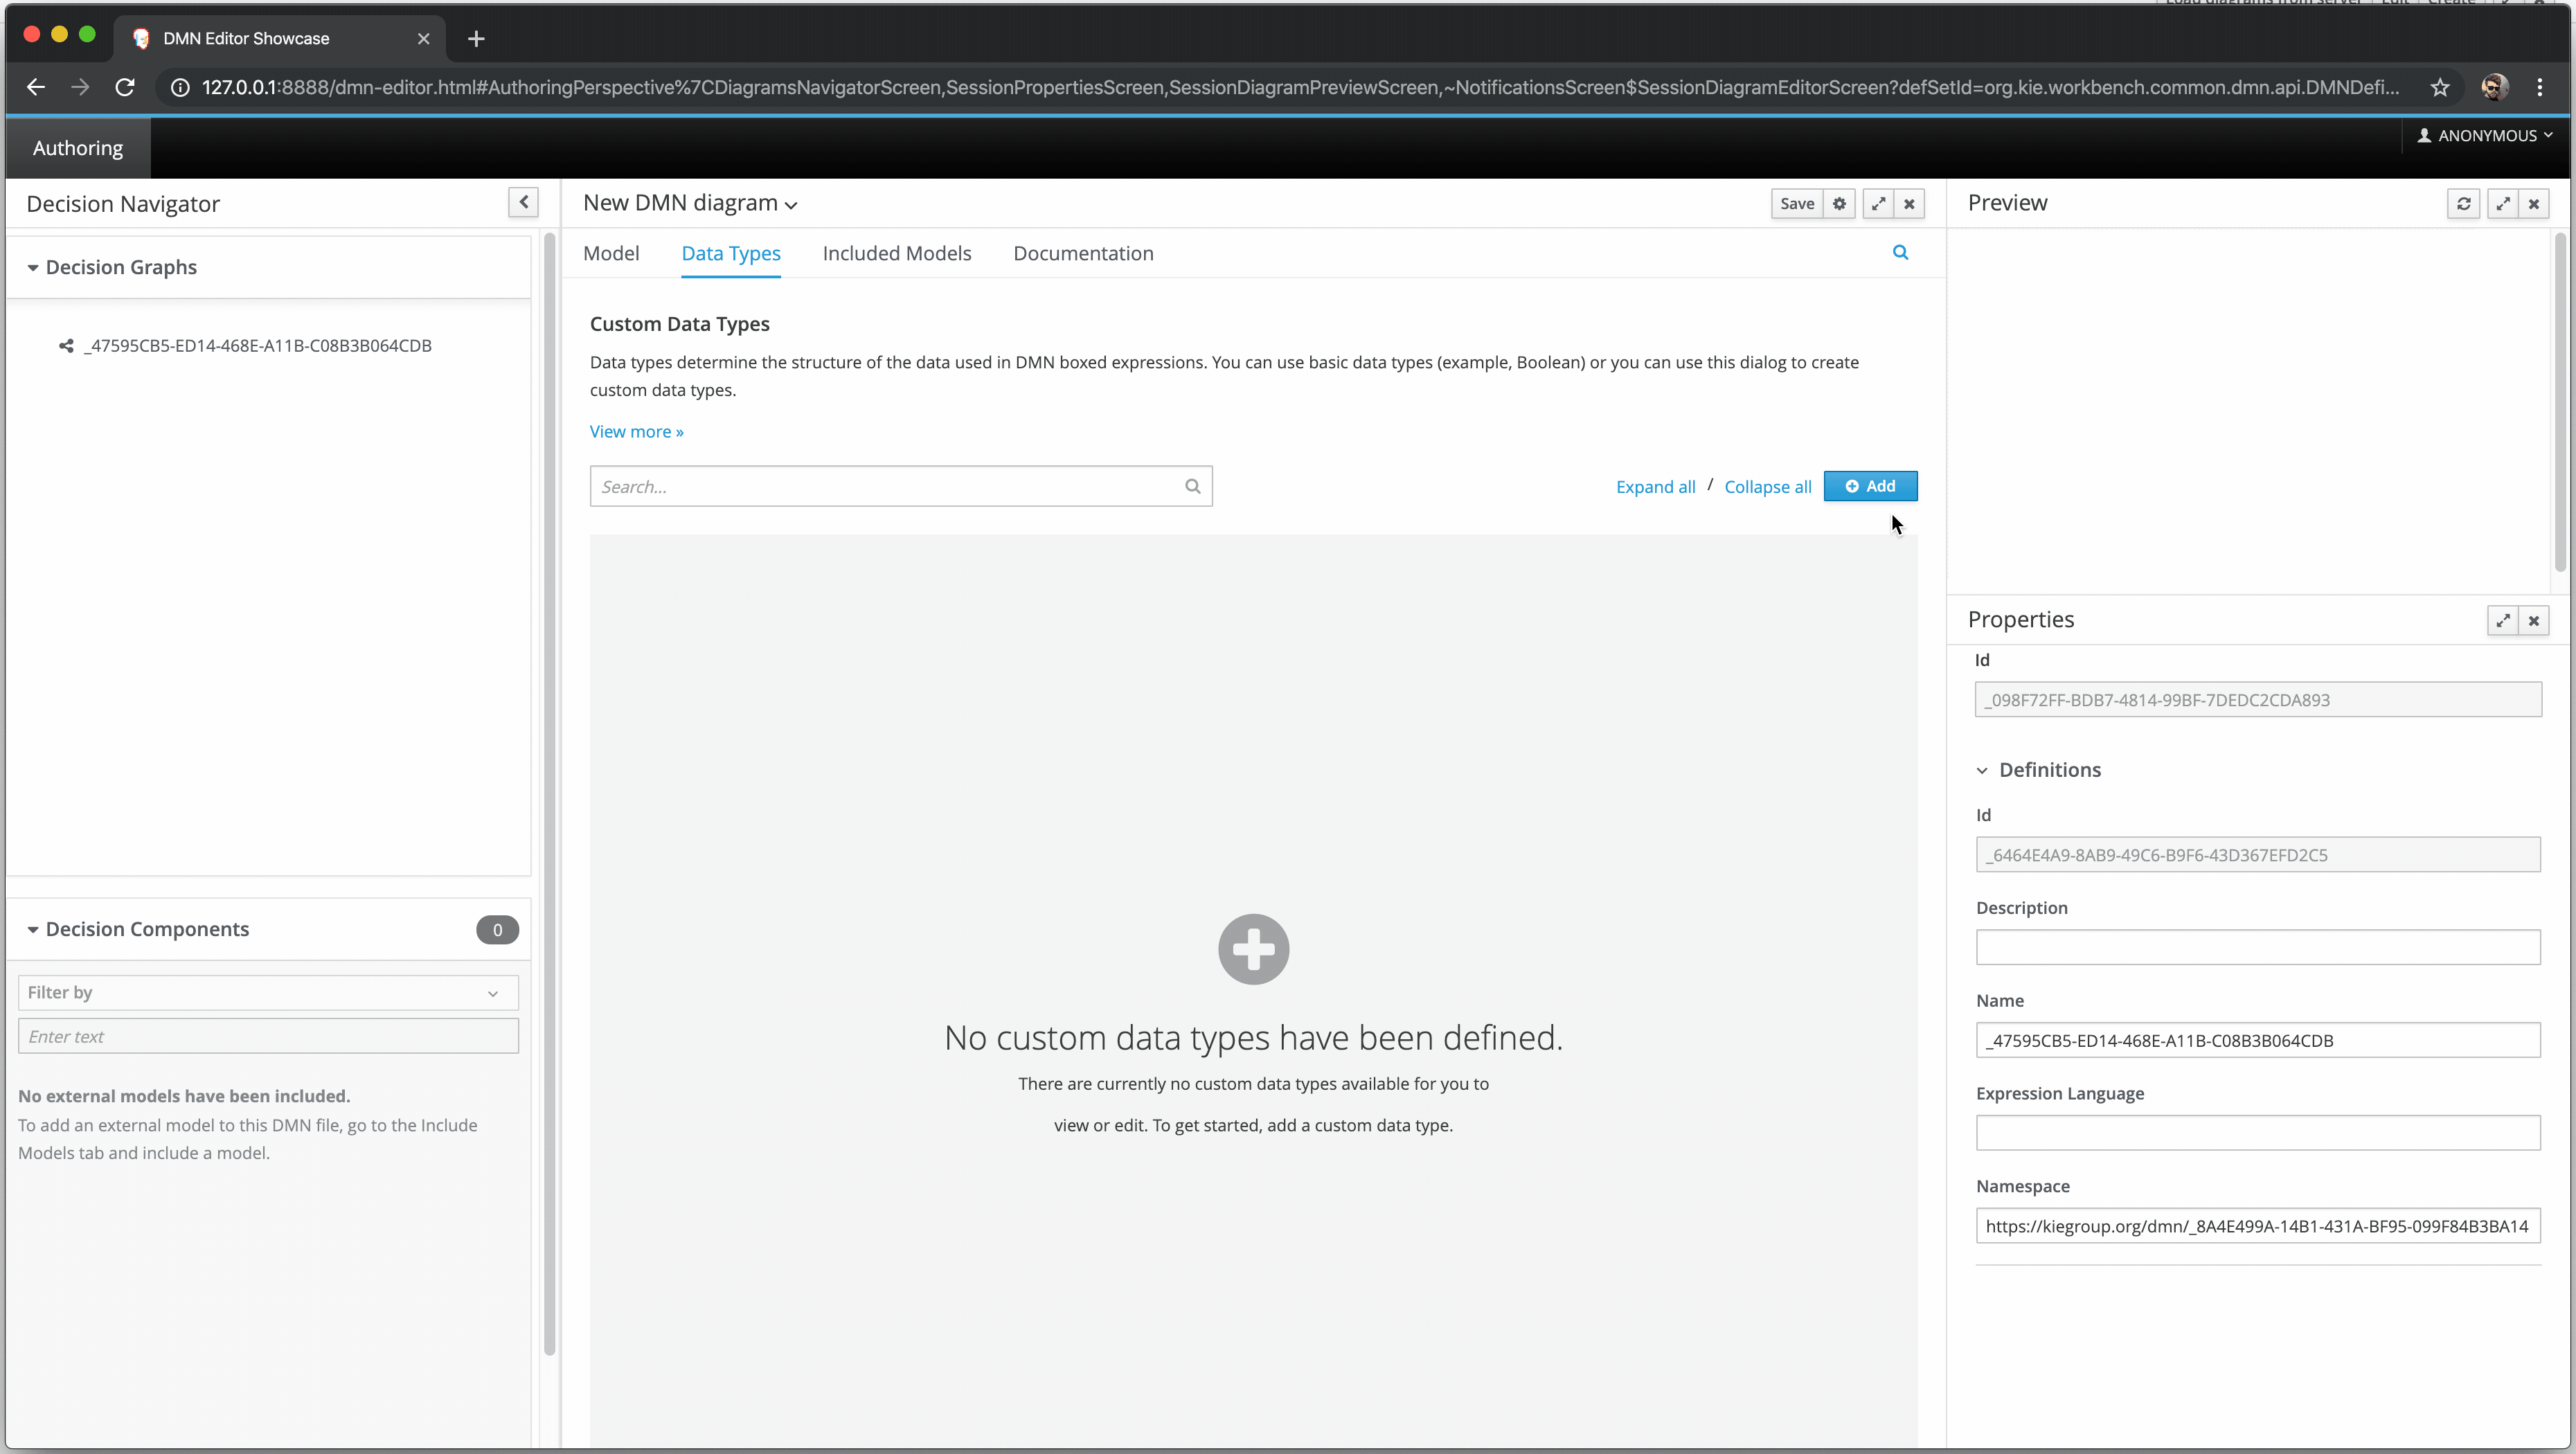 DMN Editor Showcase
127.0.0.1:8888/dmn-editor.html#AuthoringPerspective%7CDiagramsNavigatorScreen,SessionPropertiesScreen,SessionDiagramPreviewScreen,~NotificationsScreen$SessionDiagramEditorScreen?defSetId=org.kie.workbench.common.dmn.api.DMNDefi...
Authoring
ANONYMOUS
Decision Navigator
Decision Graphs
_47595CB5-ED14-468E-A11B-C08B3B064CDB
Decision Components
0
Filter by
Enter text
No external models have been included.
To add an external model to this DMN file, go to the Include
Models tab and include a model.
New DMN diagram
Save
Model
Data Types
Included Models
Documentation
Custom Data Types
Data types determine the structure of the data used in DMN boxed expressions. You can use basic data types (example, Boolean) or you can use this dialog to create
custom data types.
View more »
Search...
Expand all / Collapse all
Add
No custom data types have been defined.
There are currently no custom data types available for you to
view or edit. To get started, add a custom data type.
Preview
Properties
Id
_098F72FF-BDB7-4814-99BF-7DEDC2CDA893
Definitions
Id
_6464E4A9-8AB9-49C6-B9F6-43D367EFD2C5
Description
Name
_47595CB5-ED14-468E-A11B-C08B3B064CDB
Expression Language
Namespace
https://kiegroup.org/dmn/_8A4E499A-14B1-431A-BF95-099F84B3BA14